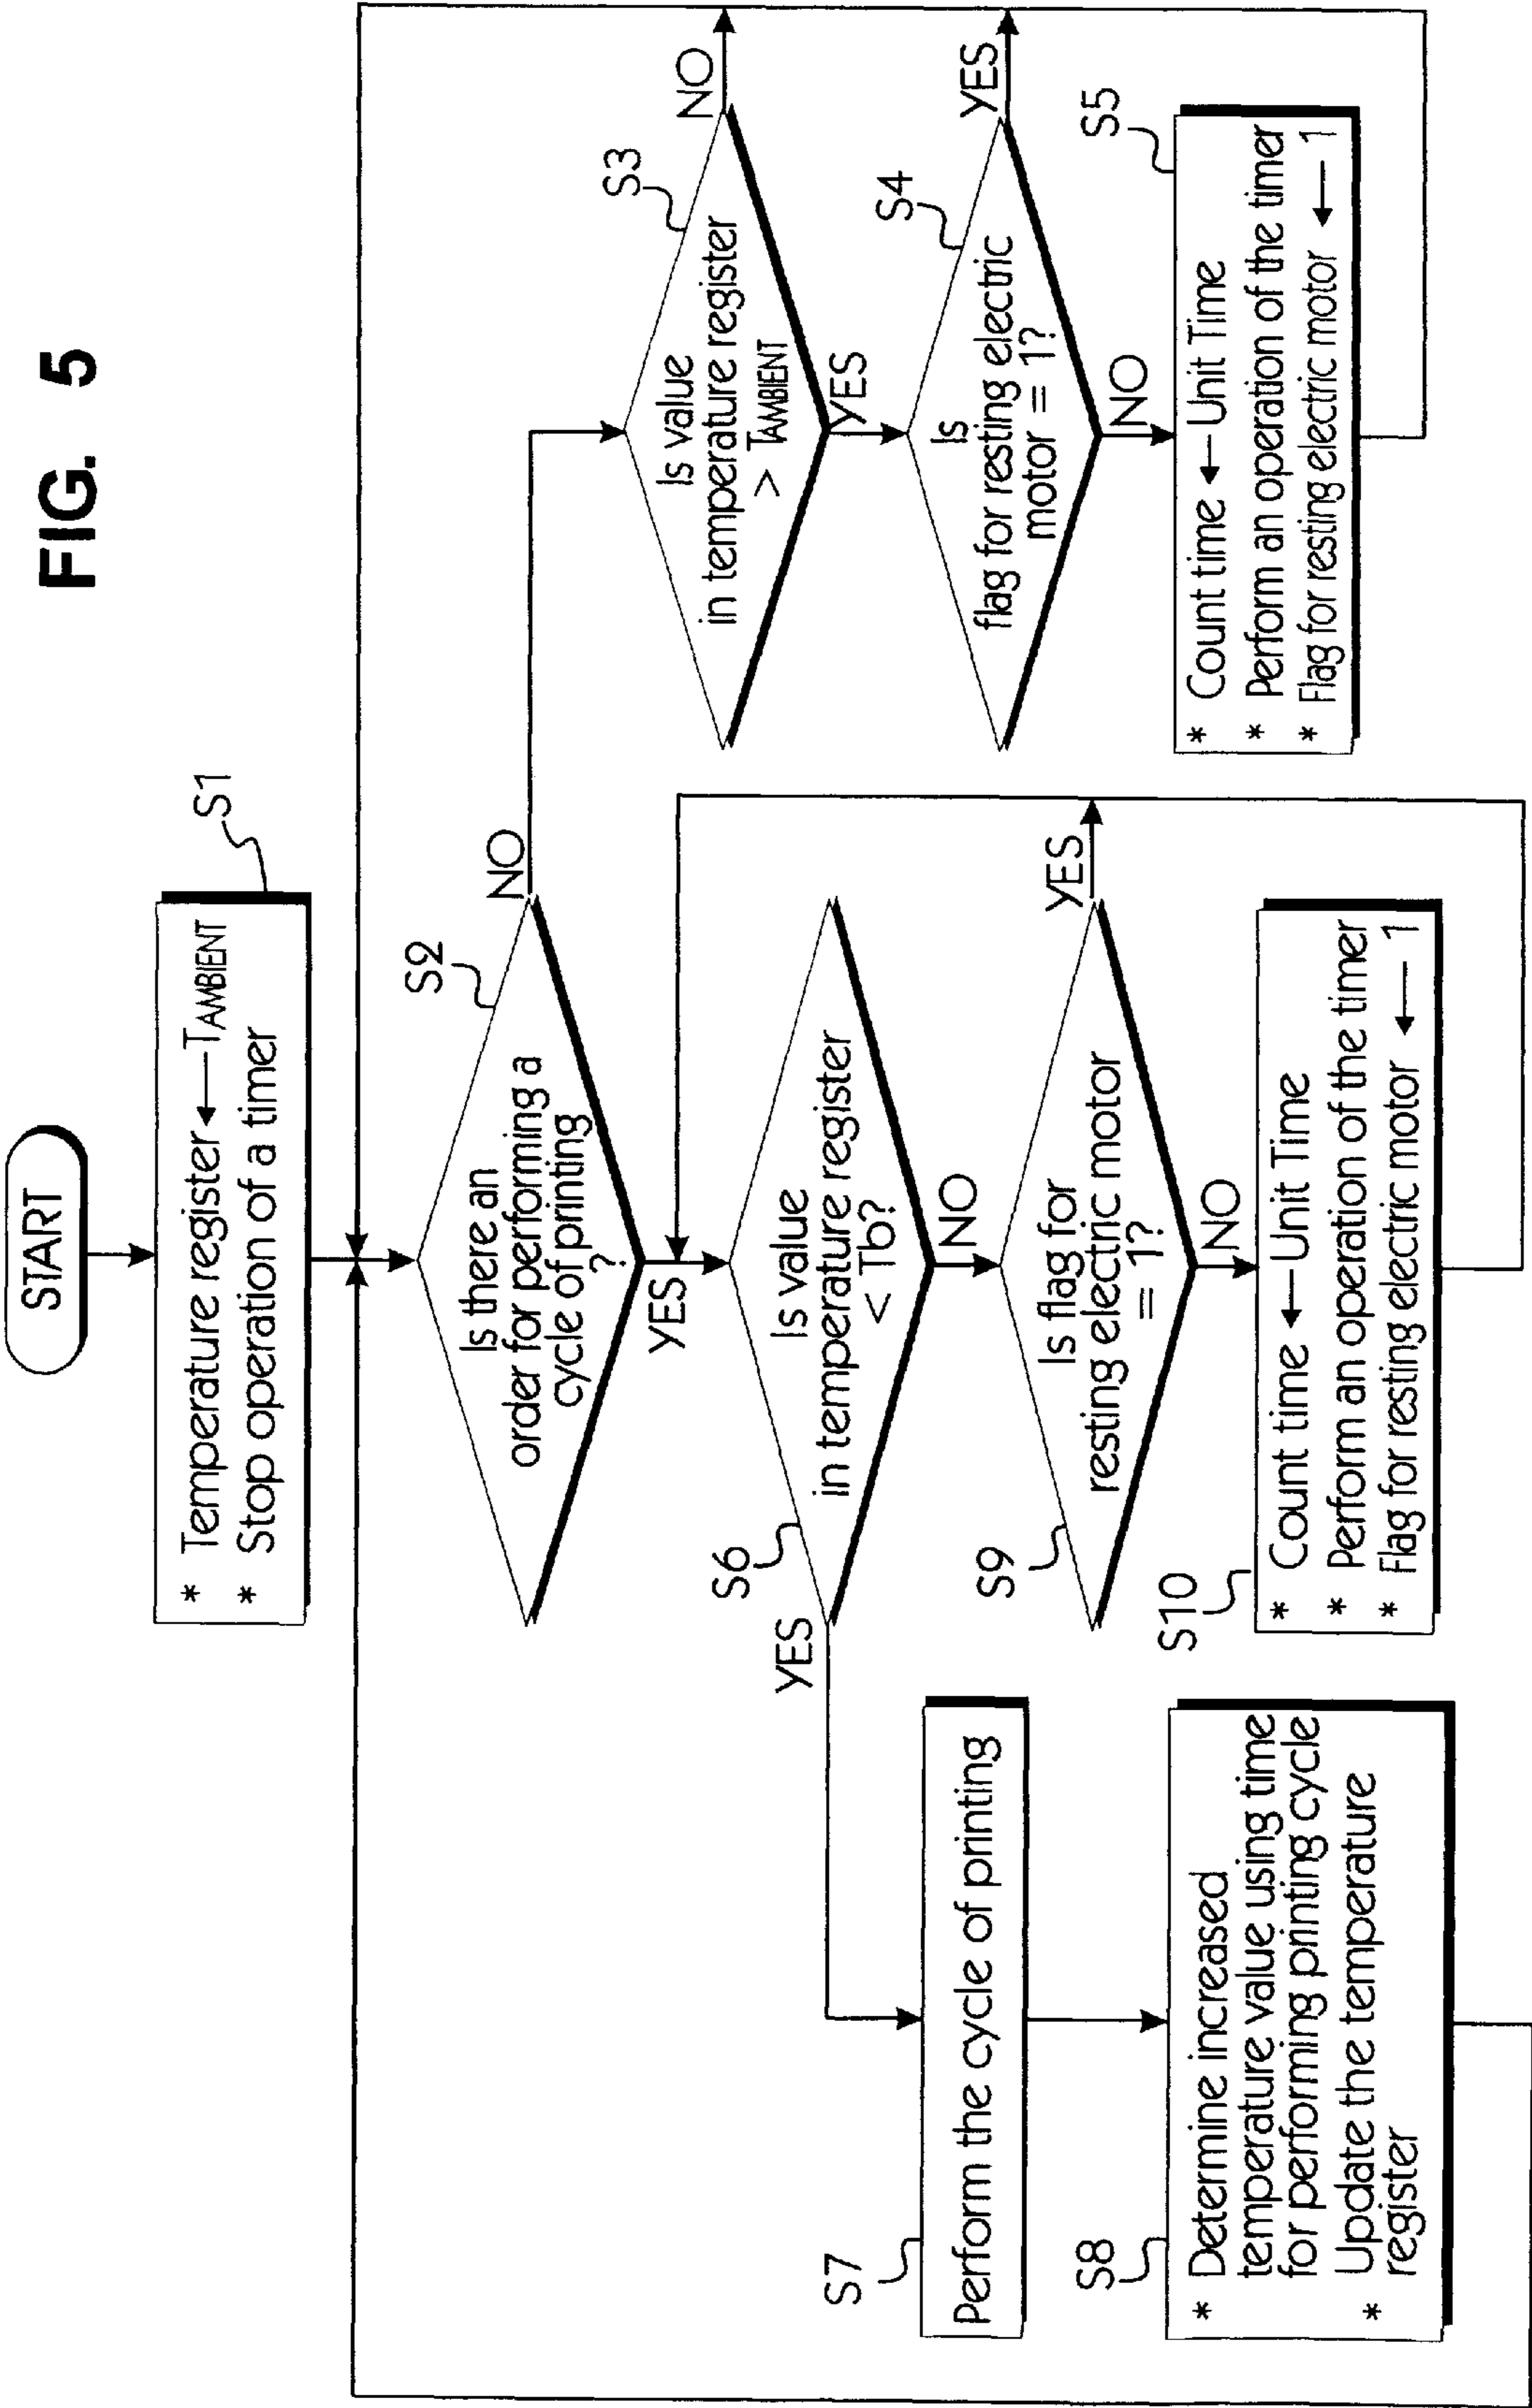 FIG. 5
START
* Temperature register ← TAMBIENT
* Stop operation of a timer
S1
Is there an
order for performing a
cycle of printing
?
S2
NO
YES
Is value
in temperature register
> TAMBIENT
S3
NO
YES
Is
flag for resting electric
motor = 1?
S4
YES
NO
* Count time ← Unit Time
* Perform an operation of the timer
* Flag for resting electric motor ← 1
S5
Is value
in temperature register
< Tb?
S6
YES
NO
Perform the cycle of printing
S7
* Determine increased
temperature value using time
for performing printing cycle
* Update the temperature
register
S8
Is flag for
resting electric motor
= 1?
S9
YES
NO
* Count time ← Unit Time
* Perform an operation of the timer
* Flag for resting electric motor ← 1
S10